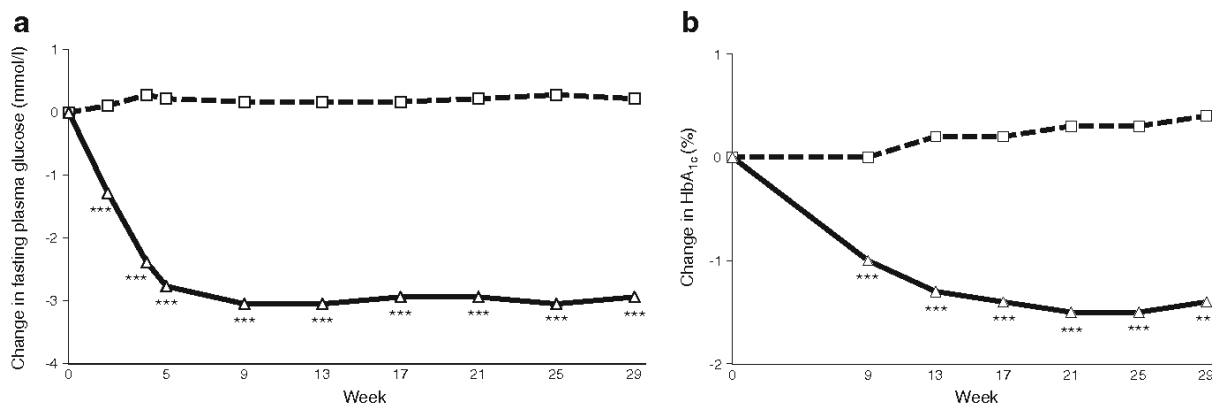 a
Change in fasting plasma glucose (mmol/l)
1
0
-1
-2
-3
-4
*** *** *** *** *** *** *** *** ***
0 5 9 13 17 21 25 29
Week
b
Change in HbA1c (%)
1
0
-1
-2
*** *** *** *** *** **
0 9 13 17 21 25 29
Week